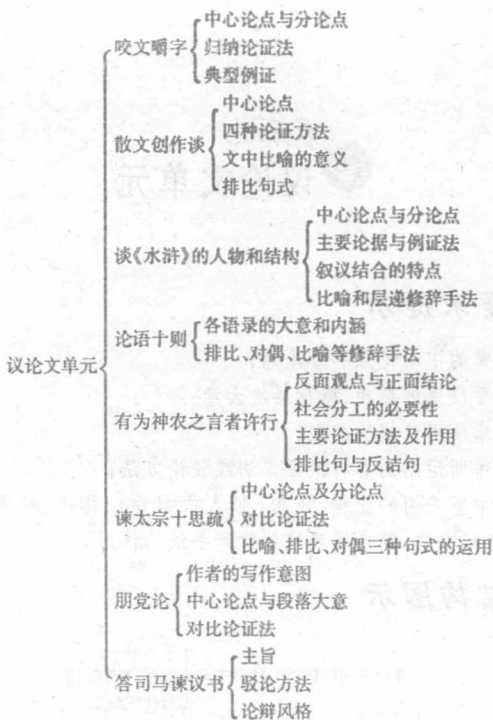 中心论点与分论点
咬文嚼字
归纳论证法
典型例证
中心论点
四种论证方法
散文创作谈
文中比喻的意义
排比句式
中心论点与分论点
主要论据与例证法
谈《水浒》的人物和结构
叙议结合的特点
比喻和层递修辞手法
各语录的大意和内涵
论语十则
排比、对偶、比喻等修辞手法
议论文单元
反面观点与正面结论
社会分工的必要性
有为神农之言者许行
主要论证方法及作用
排比句与反诘句
中心论点及分论点
谏太宗十思疏
对比论证法
比喻、排比、对偶三种句式的运用
作者的写作意图
朋党论
中心论点与段落大意
对比论证法
主旨
答司马谏议书
驳论方法
论辩风格